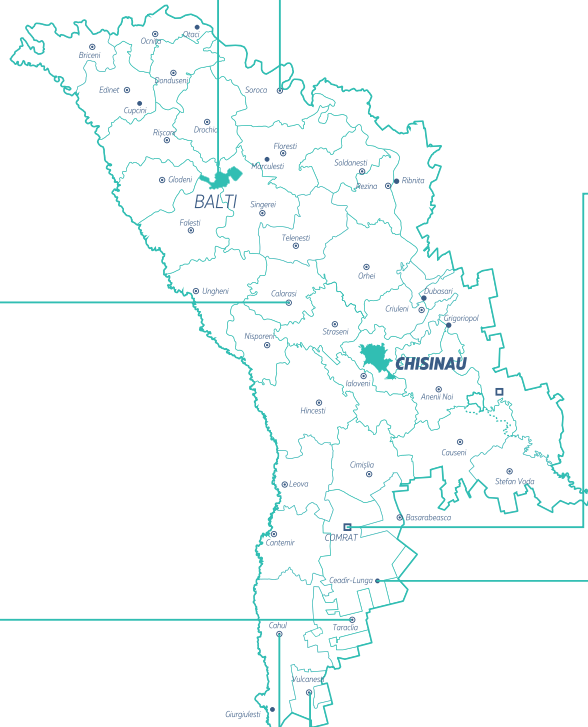 Otaci
Ocnita
Briceni
Donduseni
Edinet
Soroca
Cupcini
Drochia
Rișcani
Floresti
Marculesti
Soldanesti
Glodeni
Rezina
Ribnita
BALTI
Singerei
Falesti
Telenesti
Orhei
Ungheni
Calarasi
Dubasari
Criuleni
Grigoriopol
Straseni
Nisporeni
CHISINAU
Ialoveni
Anenii Noi
Hincesti
Causeni
Cimișlia
Stefan Voda
Leova
Basarabeasca
COMRAT
Cantemir
Ceadir-Lunga
Taraclia
Cahul
Vulcanesti
Giurgiulesti